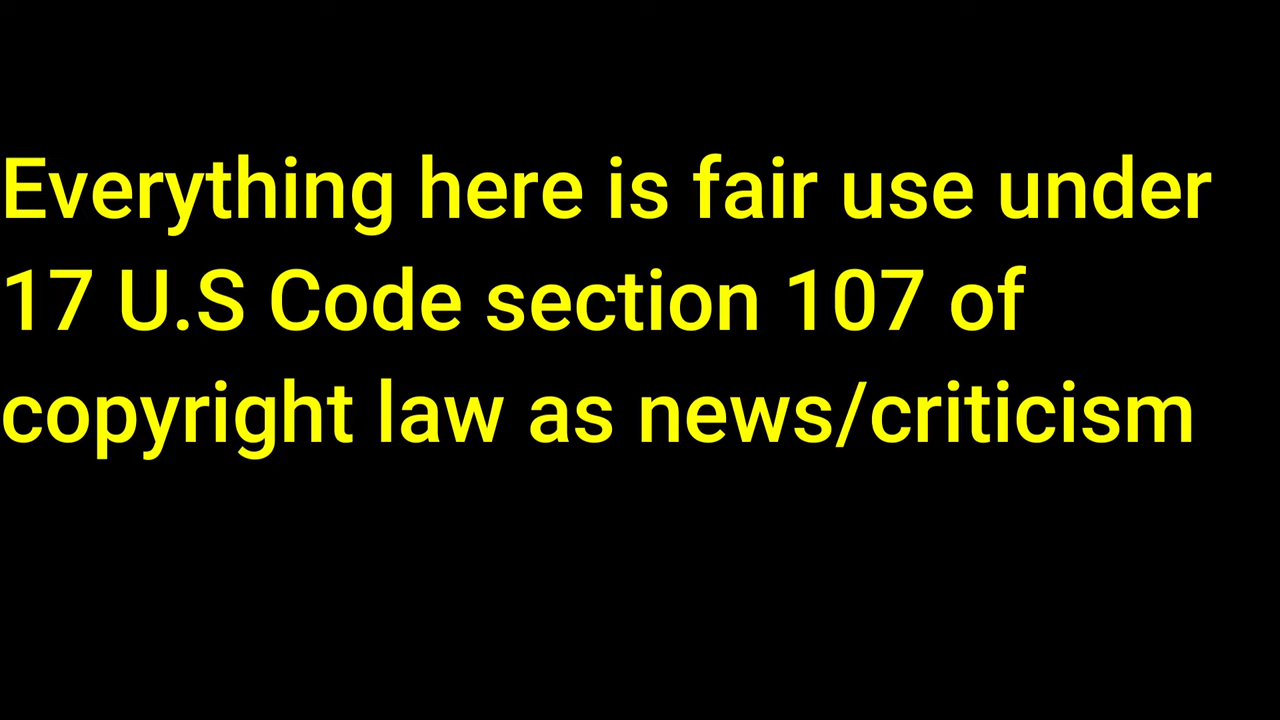 Everything here is fair use under
17 U.S Code section 107 of
copyright law as news/criticism